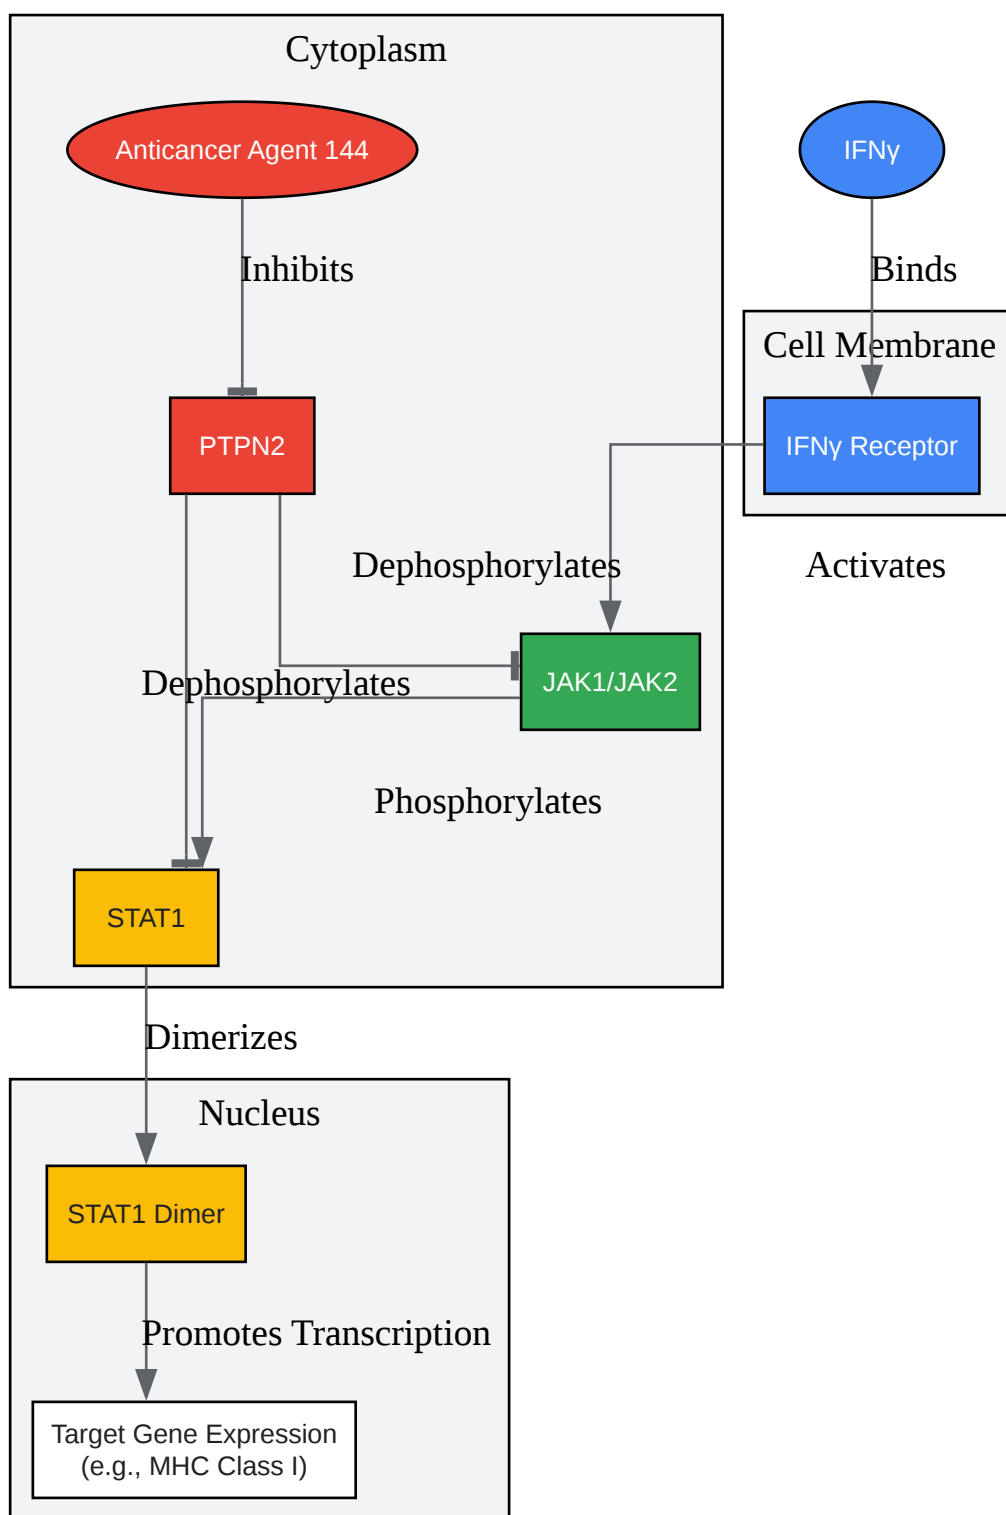 Cytoplasm
Anticancer Agent 144
IFNγ
Inhibits
Binds
Cell Membrane
PTPN2
IFNγ Receptor
Dephosphorylates
Activates
Dephosphorylates
JAK1/JAK2
Phosphorylates
STAT1
Dimerizes
Nucleus
STAT1 Dimer
Promotes Transcription
Target Gene Expression
(e.g., MHC Class I)